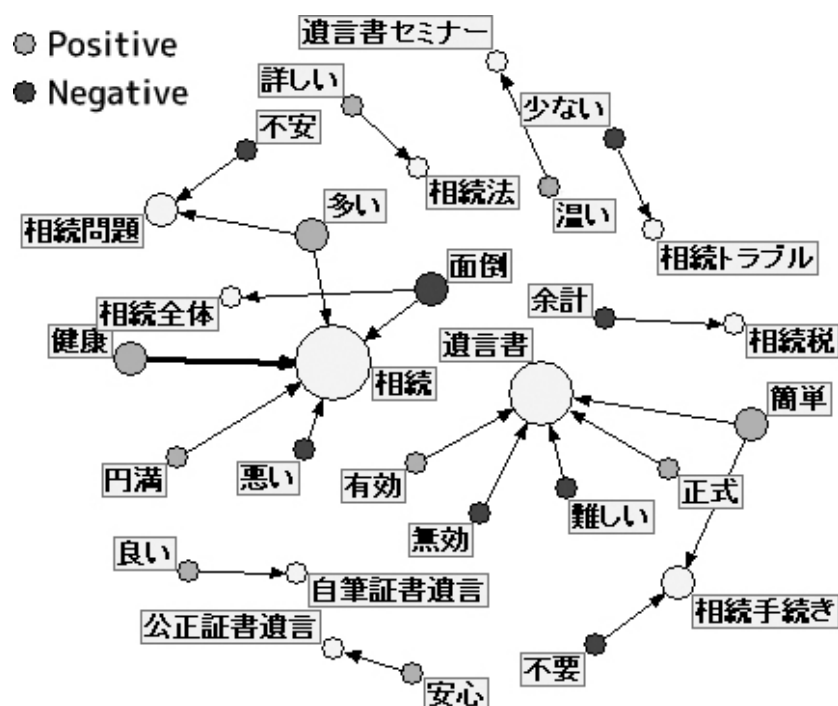 Positive
Negative
遺言書セミナー
詳しい
少ない
不安
相続法
多い
温い
相続問題
相続トラブル
面倒
余計
相続全体
相続税
健康
遺言書
相続
簡単
円満
悪い
有効
正式
無効
難しい
良い
自筆証書遺言
相続手続き
公正証書遺言
不要
安心